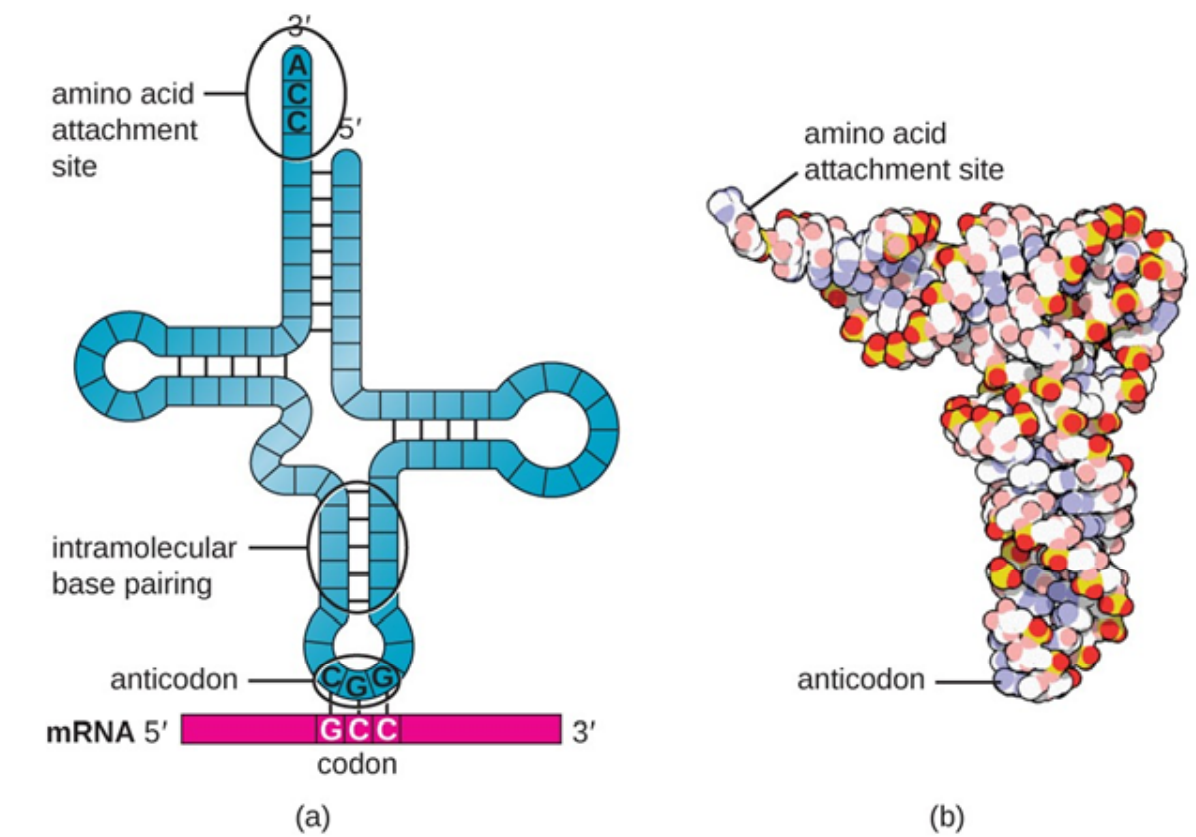 3′
A
C
C
5′
amino acid
attachment
site
intramolecular
base pairing
anticodon
C G G
mRNA 5′ G C C 3′
codon
(a)
amino acid
attachment site
anticodon
(b)